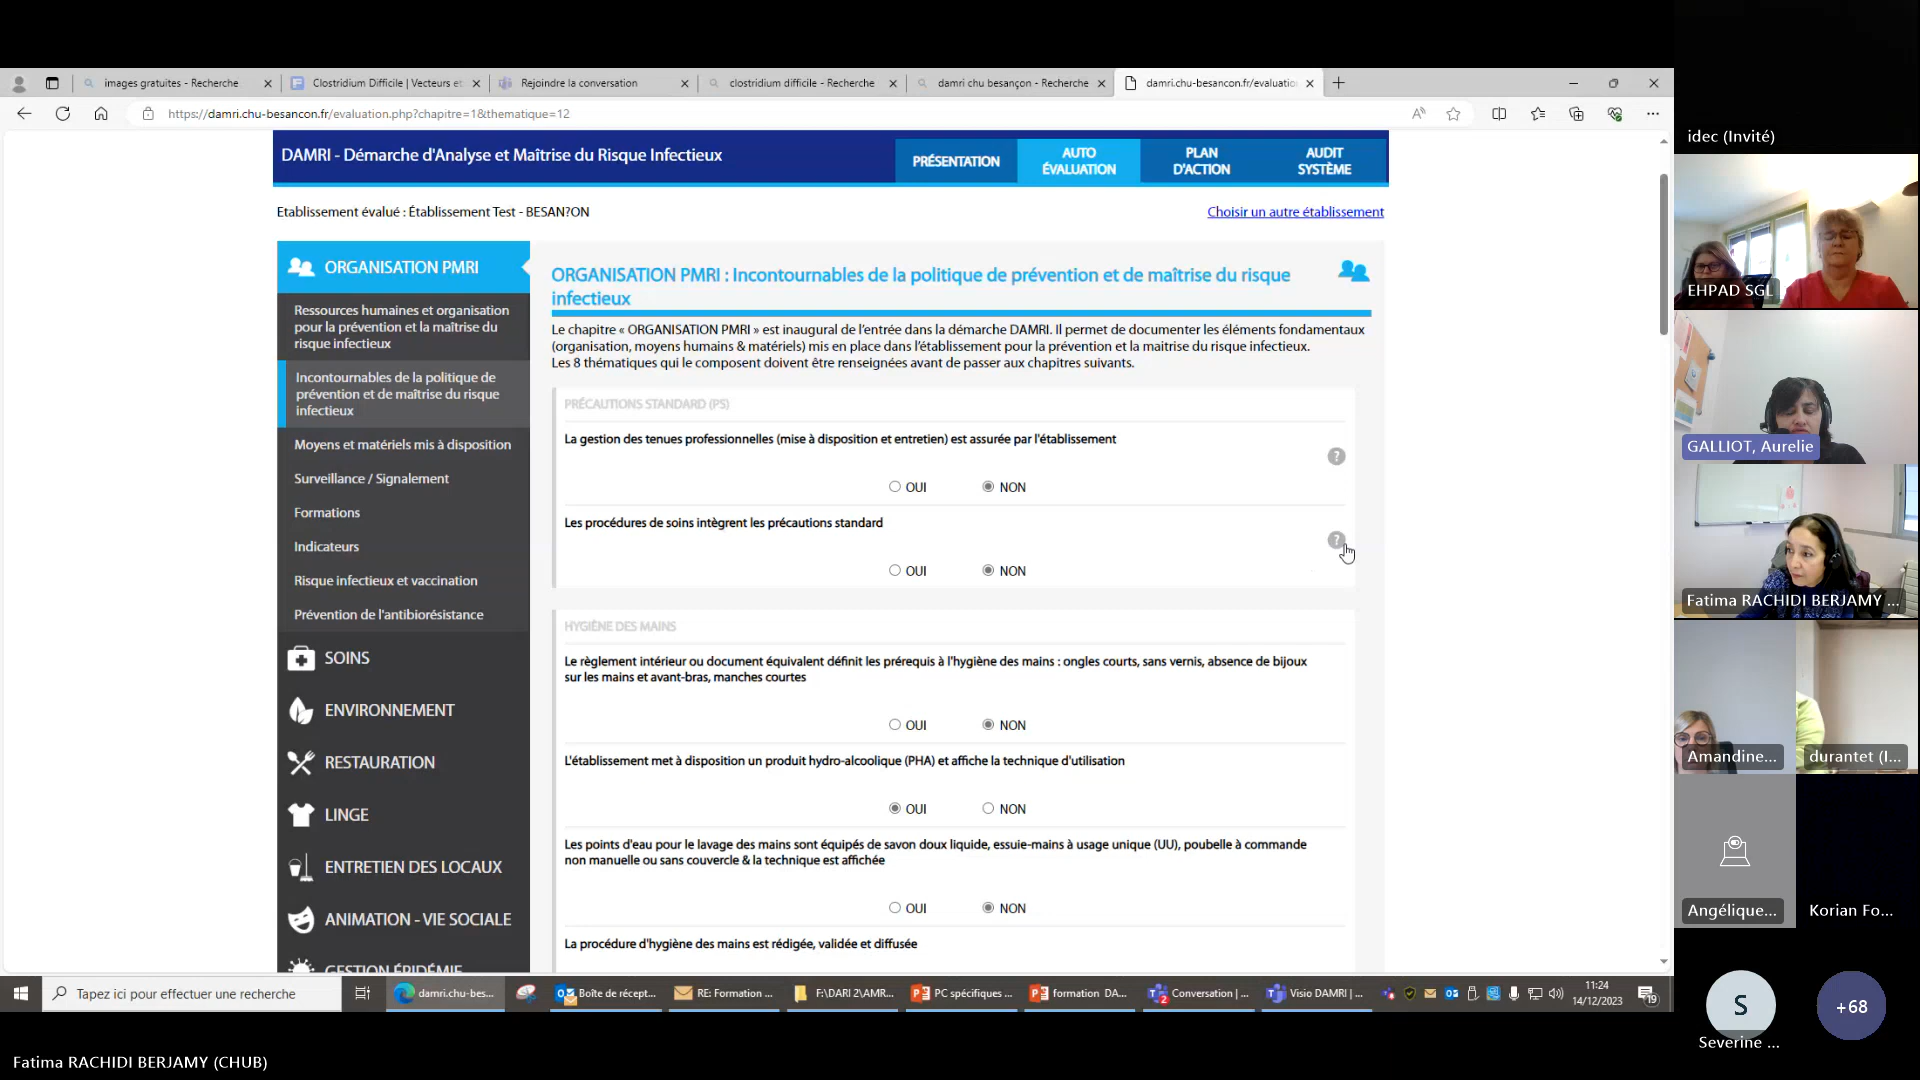 images gratuites - Recherche
Clostridium Difficile | Vecteurs et
Rejoindre la conversation
clostridium difficile - Recherche
damri chu besançon - Recherche
damri.chu-besancon.fr/evaluatio
https://damri.chu-besancon.fr/evaluation.php?chapitre=1&thematique=12
DAMRI - Démarche d'Analyse et Maîtrise du Risque Infectieux
PRÉSENTATION
AUTO
ÉVALUATION
PLAN
D'ACTION
AUDIT
SYSTÈME
Etablissement évalué : Établissement Test - BESAN?ON
Choisir un autre établissement
ORGANISATION PMRI
Ressources humaines et organisation
pour la prévention et la maîtrise du
risque infectieux
Incontournables de la politique de
prévention et de maîtrise du risque
infectieux
Moyens et matériels mis à disposition
Surveillance / Signalement
Formations
Indicateurs
Risque infectieux et vaccination
Prévention de l'antibiorésistance
SOINS
ENVIRONNEMENT
RESTAURATION
LINGE
ENTRETIEN DES LOCAUX
ANIMATION - VIE SOCIALE
GESTION ÉPIDÉMIE
ORGANISATION PMRI : Incontournables de la politique de prévention et de maîtrise du risque
infectieux
Le chapitre « ORGANISATION PMRI » est inaugural de l'entrée dans la démarche DAMRI. Il permet de documenter les éléments fondamentaux
(organisation, moyens humains & matériels) mis en place dans l'établissement pour la prévention et la maitrise du risque infectieux.
Les 8 thématiques qui le composent doivent être renseignées avant de passer aux chapitres suivants.
PRÉCAUTIONS STANDARD (PS)
La gestion des tenues professionnelles (mise à disposition et entretien) est assurée par l'établissement
?
OUI NON
Les procédures de soins intègrent les précautions standard
?
OUI NON
HYGIÈNE DES MAINS
Le règlement intérieur ou document équivalent définit les prérequis à l'hygiène des mains : ongles courts, sans vernis, absence de bijoux
sur les mains et avant-bras, manches courtes
OUI NON
L'établissement met à disposition un produit hydro-alcoolique (PHA) et affiche la technique d'utilisation
OUI NON
Les points d'eau pour le lavage des mains sont équipés de savon doux liquide, essuie-mains à usage unique (UU), poubelle à commande
non manuelle ou sans couvercle & la technique est affichée
OUI NON
La procédure d'hygiène des mains est rédigée, validée et diffusée
Tapez ici pour effectuer une recherche
damri.chu-bes...
Boîte de récept...
RE: Formation ...
F:\DARI 2\AMR...
PC spécifiques ...
formation DA...
Conversation | ...
Visio DAMRI | ...
11:24
14/12/2023
19
Fatima RACHIDI BERJAMY (CHUB)
idec (Invité)
EHPAD SGL
GALLIOT, Aurelie
Fatima RACHIDI BERJAMY ...
Amandine...
durantet (I...
Angélique...
Korian Fo...
S
+68
Severine ...